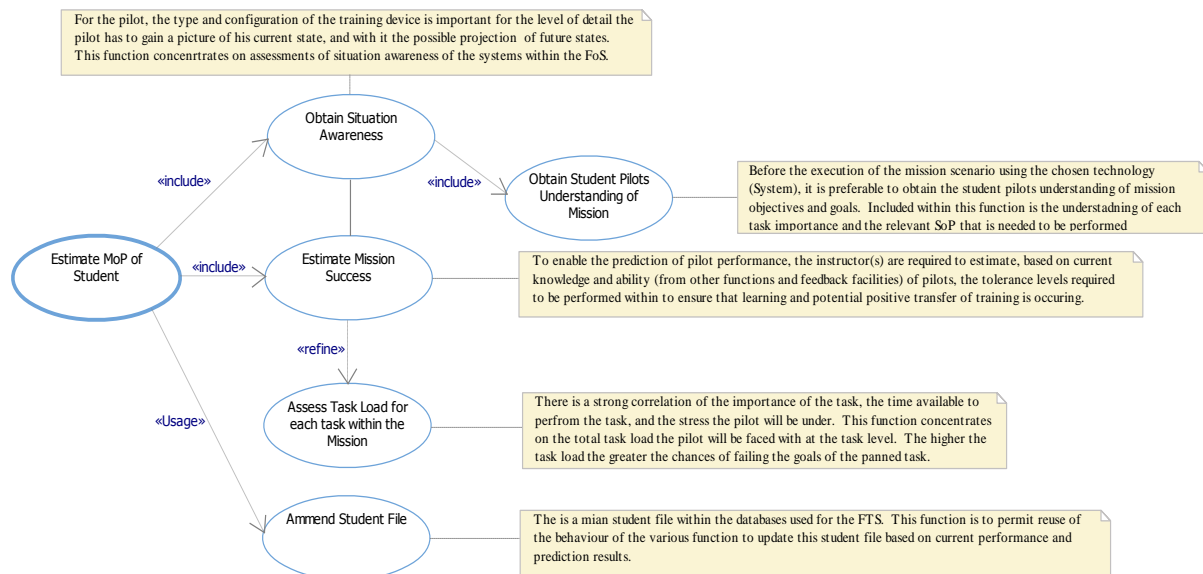 For the pilot, the type and configuration of the training device is important for the level of detail the
pilot has to gain a picture of his current state, and with it the possible projection of future states.
This function concenrtrates on assessments of situation awareness of the systems within the FoS.
Obtain Situation
Awareness
«include»
«include»
Obtain Student Pilots
Understanding of
Mission
Before the execution of the mission scenario using the chosen technology
(System), it is preferable to obtain the student pilots understanding of mission
objectives and goals. Included within this function is the understadning of each
task importance and the relevant SoP that is needed to be performed
Estimate MoP of
Student
«include»
Estimate Mission
Success
To enable the prediction of pilot performance, the instructor(s) are required to estimate, based on current
knowledge and ability (from other functions and feedback facilities) of pilots, the tolerance levels required
to be performed within to ensure that learning and potential positive transfer of training is occuring.
«refine»
«Usage»
Assess Task Load for
each task within the
Mission
There is a strong correlation of the importance of the task, the time available to
perfrom the task, and the stress the pilot will be under. This function concentrates
on the total task load the pilot will be faced with at the task level. The higher the
task load the greater the chances of failing the goals of the panned task.
Ammend Student File
The is a mian student file within the databases used for the FTS. This function is to permit reuse of
the behaviour of the various function to update this student file based on current performance and
prediction results.